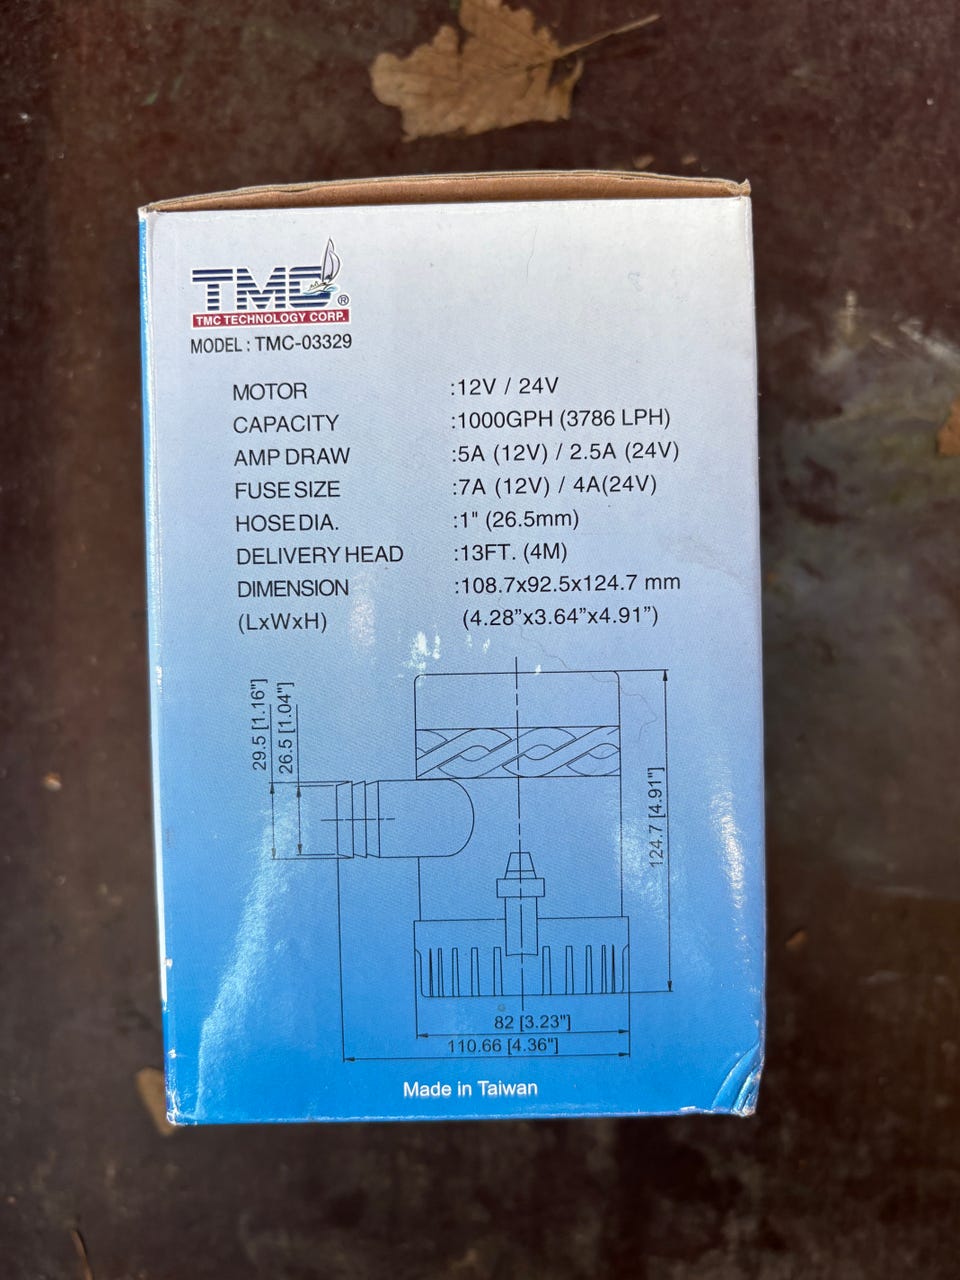 TMC®
TMC TECHNOLOGY CORP.
MODEL : TMC-03329
MOTOR :12V / 24V
CAPACITY :1000GPH (3786 LPH)
AMP DRAW :5A (12V) / 2.5A (24V)
FUSE SIZE :7A (12V) / 4A(24V)
HOSE DIA. :1" (26.5mm)
DELIVERY HEAD :13FT. (4M)
DIMENSION :108.7x92.5x124.7 mm
(LxWxH) (4.28”x3.64”x4.91”)
29.5 [1.16"]
26.5 [1.04"]
124.7 [4.91"]
82 [3.23"]
110.66 [4.36"]
Made in Taiwan